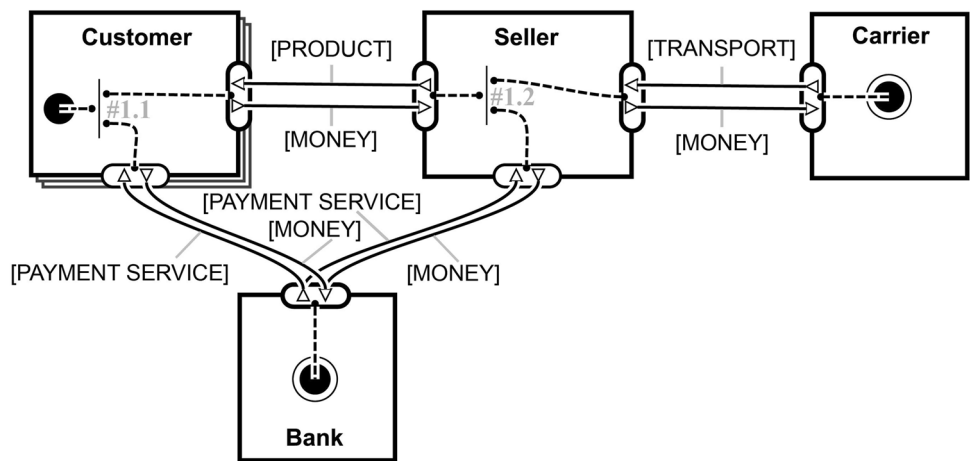 Customer
Seller
Carrier
[PRODUCT]
[TRANSPORT]
#1.1
#1.2
[MONEY]
[MONEY]
[PAYMENT SERVICE]
[MONEY]
[PAYMENT SERVICE]
[MONEY]
Bank